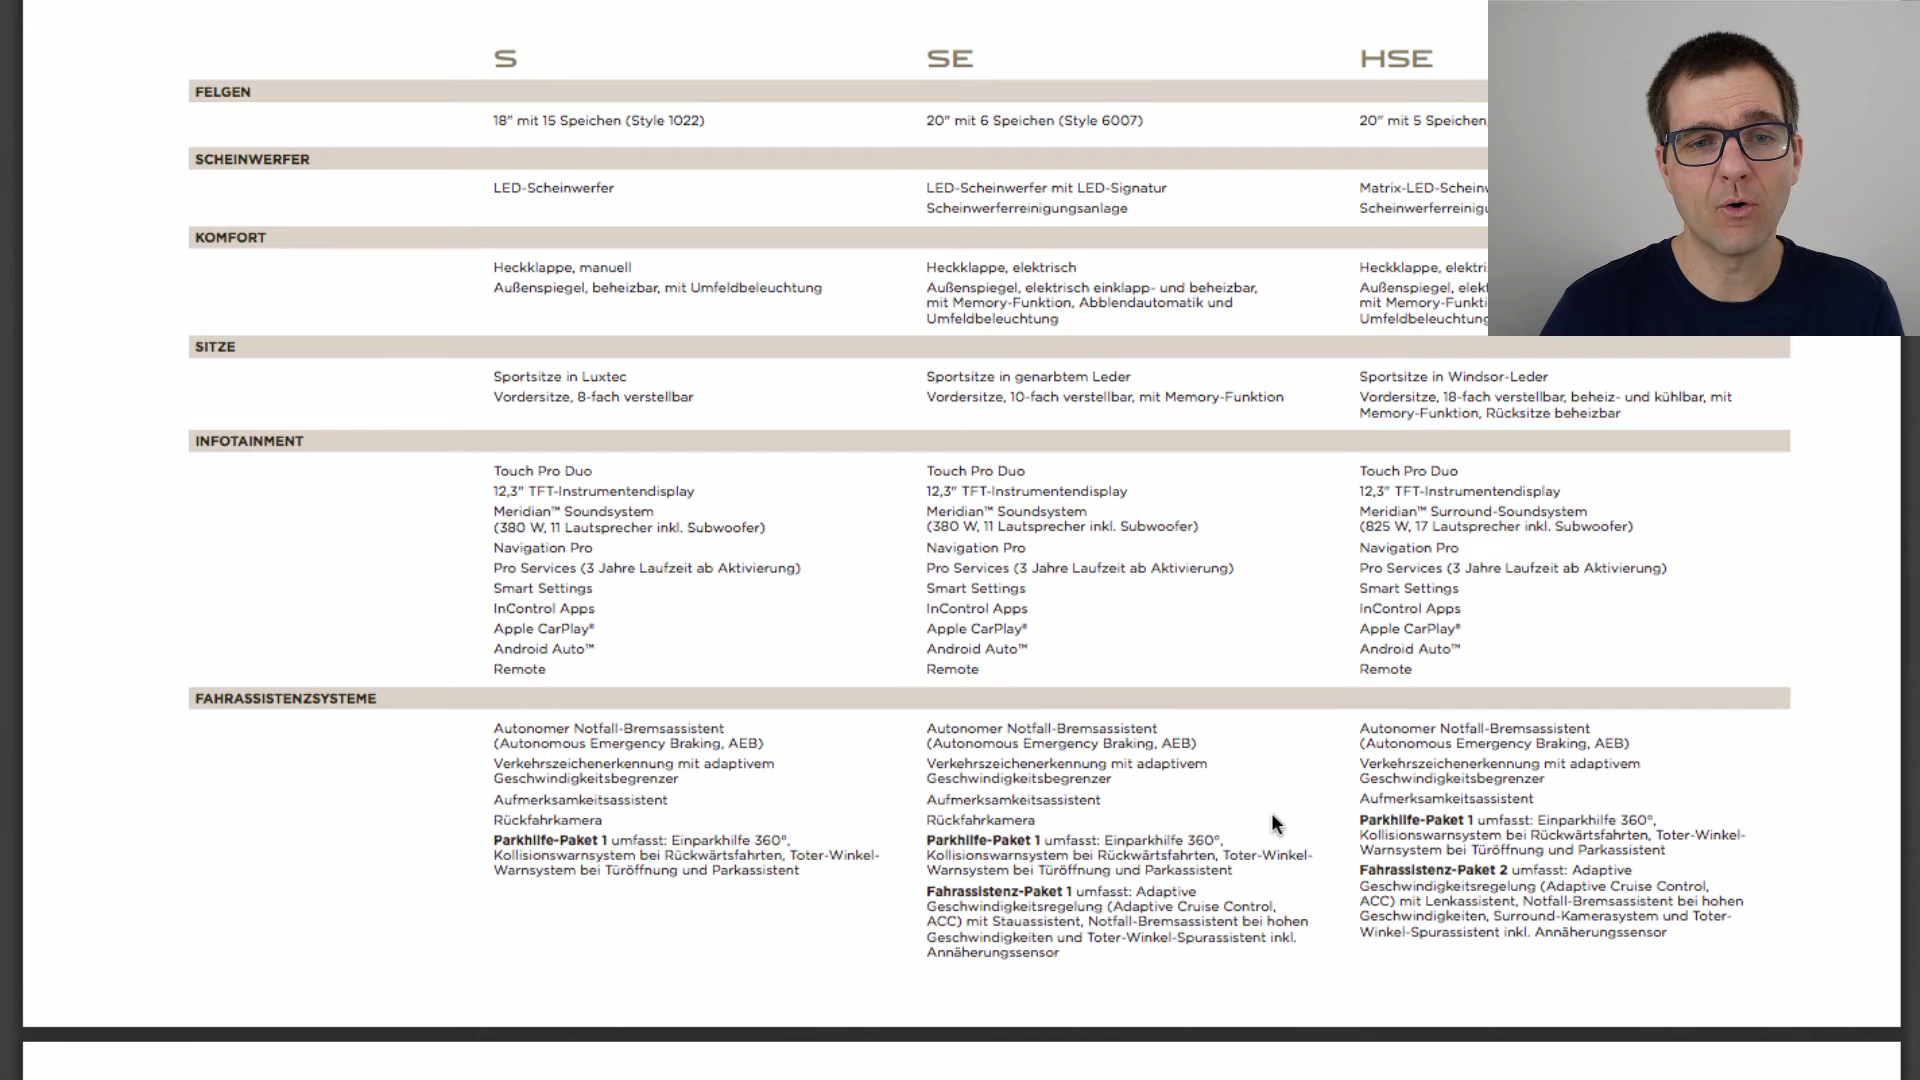 S
SE
HSE
FELGEN
18" mit 15 Speichen (Style 1022)
20" mit 6 Speichen (Style 6007)
20" mit 5 Speichen,
SCHEINWERFER
LED-Scheinwerfer
LED-Scheinwerfer mit LED-Signatur
Scheinwerferreinigungsanlage
KOMFORT
Heckklappe, manuell
Außenspiegel, beheizbar, mit Umfeldbeleuchtung
Heckklappe, elektrisch
Außenspiegel, elektrisch einklapp- und beheizbar,
mit Memory-Funktion, Abblendautomatik und
Umfeldbeleuchtung
Heckklappe,
Außenspiegel,
mit
SITZE
Sportsitze in Luxtec
Vordersitze, 8-fach verstellbar
Sportsitze in genarbtem Leder
Vordersitze, 10-fach verstellbar, mit Memory-Funktion
Sportsitze in Windsor-Leder
Vordersitze, 18-fach verstellbar, beheiz- und kühlbar, mit
Memory-Funktion, Rücksitze beheizbar
INFOTAINMENT
Touch Pro Duo
12,3" TFT-Instrumentendisplay
Meridian™ Soundsystem
(380 W, 11 Lautsprecher inkl. Subwoofer)
Navigation Pro
Pro Services (3 Jahre Laufzeit ab Aktivierung)
Smart Settings
InControl Apps
Apple CarPlay®
Android Auto™
Remote
Touch Pro Duo
12,3" TFT-Instrumentendisplay
Meridian™ Soundsystem
(380 W, 11 Lautsprecher inkl. Subwoofer)
Navigation Pro
Pro Services (3 Jahre Laufzeit ab Aktivierung)
Smart Settings
InControl Apps
Apple CarPlay®
Android Auto™
Remote
Touch Pro Duo
12,3" TFT-Instrumentendisplay
Meridian™ Surround-Soundsystem
(825 W, 17 Lautsprecher inkl. Subwoofer)
Navigation Pro
Pro Services (3 Jahre Laufzeit ab Aktivierung)
Smart Settings
InControl Apps
Apple CarPlay®
Android Auto™
Remote
FAHRASSISTENZSYSTEME
Autonomer Notfall-Bremsassistent
(Autonomous Emergency Braking, AEB)
Verkehrszeichenerkennung mit adaptivem
Geschwindigkeitsbegrenzer
Aufmerksamkeitsassistent
Rückfahrkamera
Parkhilfe-Paket 1 umfasst: Einparkhilfe 360°,
Kollisionswarnsystem bei Rückwärtsfahrten, Toter-Winkel-
Warnsystem bei Türöffnung und Parkassistent
Autonomer Notfall-Bremsassistent
(Autonomous Emergency Braking, AEB)
Verkehrszeichenerkennung mit adaptivem
Geschwindigkeitsbegrenzer
Aufmerksamkeitsassistent
Rückfahrkamera
Parkhilfe-Paket 1 umfasst: Einparkhilfe 360°,
Kollisionswarnsystem bei Rückwärtsfahrten, Toter-Winkel-
Warnsystem bei Türöffnung und Parkassistent
Fahrassistenz-Paket 1 umfasst: Adaptive
Geschwindigkeitsregelung (Adaptive Cruise Control,
ACC) mit Stauassistent, Notfall-Bremsassistent bei hohen
Geschwindigkeiten und Toter-Winkel-Spurassistent inkl.
Annäherungssensor
Autonomer Notfall-Bremsassistent
(Autonomous Emergency Braking, AEB)
Verkehrszeichenerkennung mit adaptivem
Geschwindigkeitsbegrenzer
Aufmerksamkeitsassistent
Parkhilfe-Paket 1 umfasst: Einparkhilfe 360°,
Kollisionswarnsystem bei Rückwärtsfahrten, Toter-Winkel-
Warnsystem bei Türöffnung und Parkassistent
Fahrassistenz-Paket 2 umfasst: Adaptive
Geschwindigkeitsregelung (Adaptive Cruise Control,
ACC) mit Lenkassistent, Notfall-Bremsassistent bei hohen
Geschwindigkeiten, Surround-Kamerasystem und Toter-
Winkel-Spurassistent inkl. Annäherungssensor